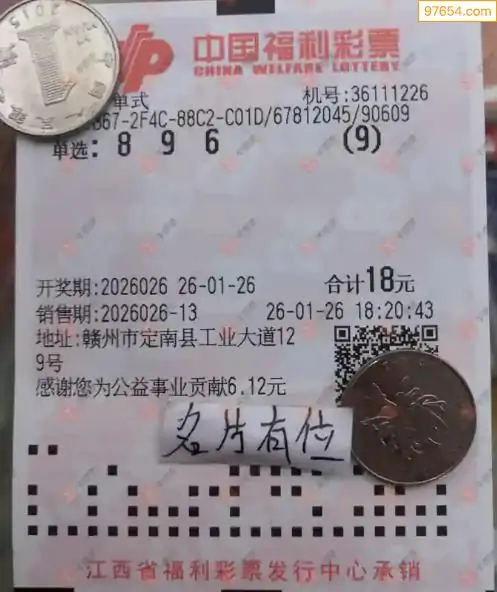 97654.com
2015
中国福利彩票
CHINA WELFARE LOTTERY
单式 机号:36111226
67-2F4C-88C2-C01D/67812045/90609
单选: 8 9 6 (9)
开奖期:2026026 26-01-26 合计18元
销售期:2026026-13 26-01-26 18:20:43
地址:赣州市定南县工业大道12
9号
感谢您为公益事业贡献6.12元
名片有位
江西省福利彩票发行中心承销